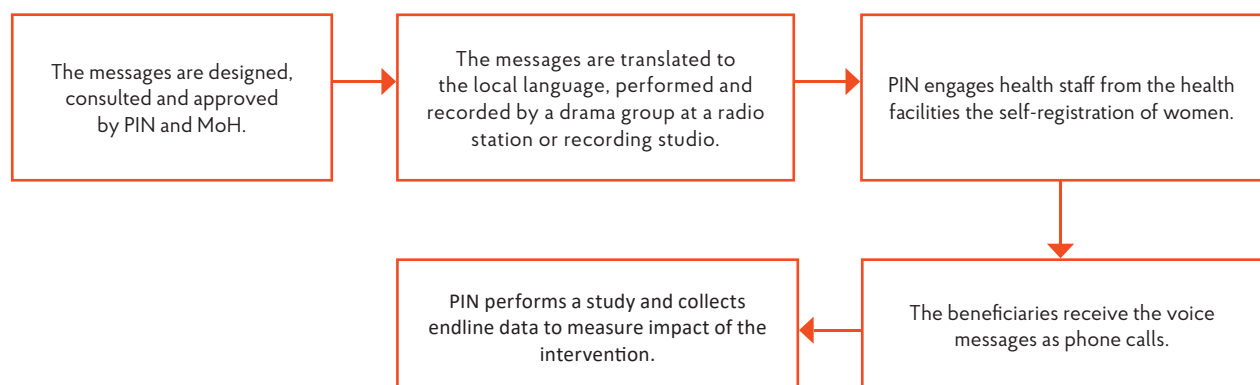 The messages are designed,
consulted and approved
by PIN and MoH.
The messages are translated to
the local language, performed and
recorded by a drama group at a radio
station or recording studio.
PIN engages health staff from the health
facilities the self-registration of women.
The beneficiaries receive the voice
messages as phone calls.
PIN performs a study and collects
endline data to measure impact of the
intervention.